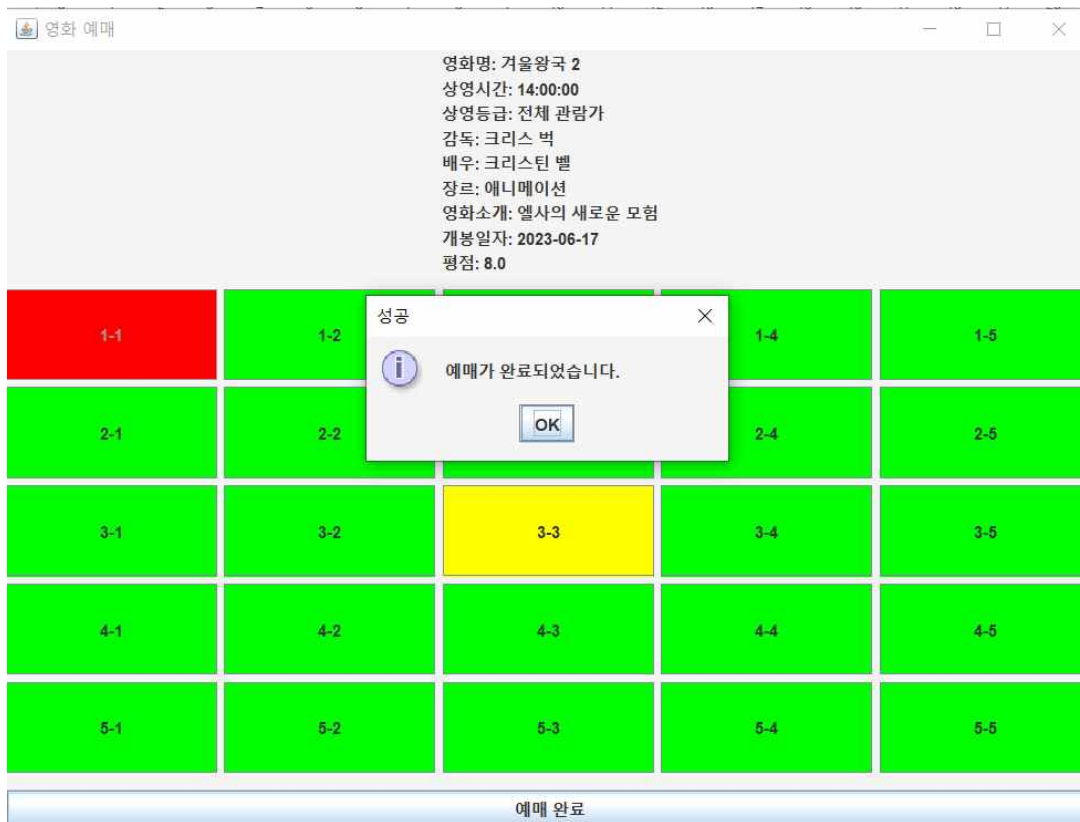 영화 예매
영화명: 겨울왕국 2
상영시간: 14:00:00
상영등급: 전체 관람가
감독: 크리스 벅
배우: 크리스틴 벨
장르: 애니메이션
영화소개: 엘사의 새로운 모험
개봉일자: 2023-06-17
평점: 8.0
성공
예매가 완료되었습니다.
OK
1-1 1-2 1-4 1-5
2-1 2-2 2-4 2-5
3-1 3-2 3-3 3-4 3-5
4-1 4-2 4-3 4-4 4-5
5-1 5-2 5-3 5-4 5-5
예매 완료